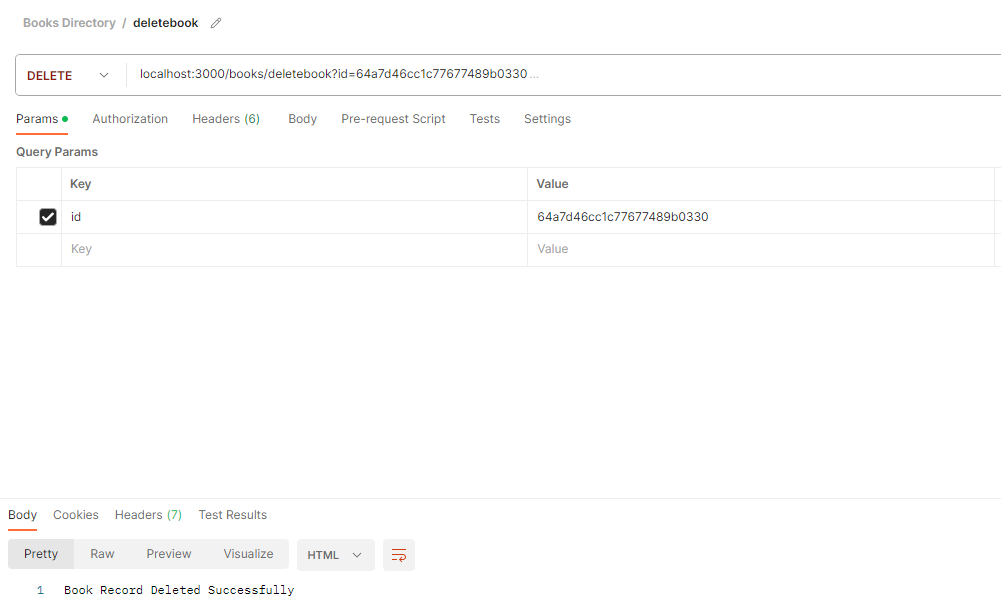 Books Directory / deletebook
DELETE localhost:3000/books/deletebook?id=64a7d46cc1c77677489b0330...
Params Authorization Headers (6) Body Pre-request Script Tests Settings
Query Params
Key Value
id 64a7d46cc1c77677489b0330
Key Value
Body Cookies Headers (7) Test Results
Pretty Raw Preview Visualize HTML
1 Book Record Deleted Successfully